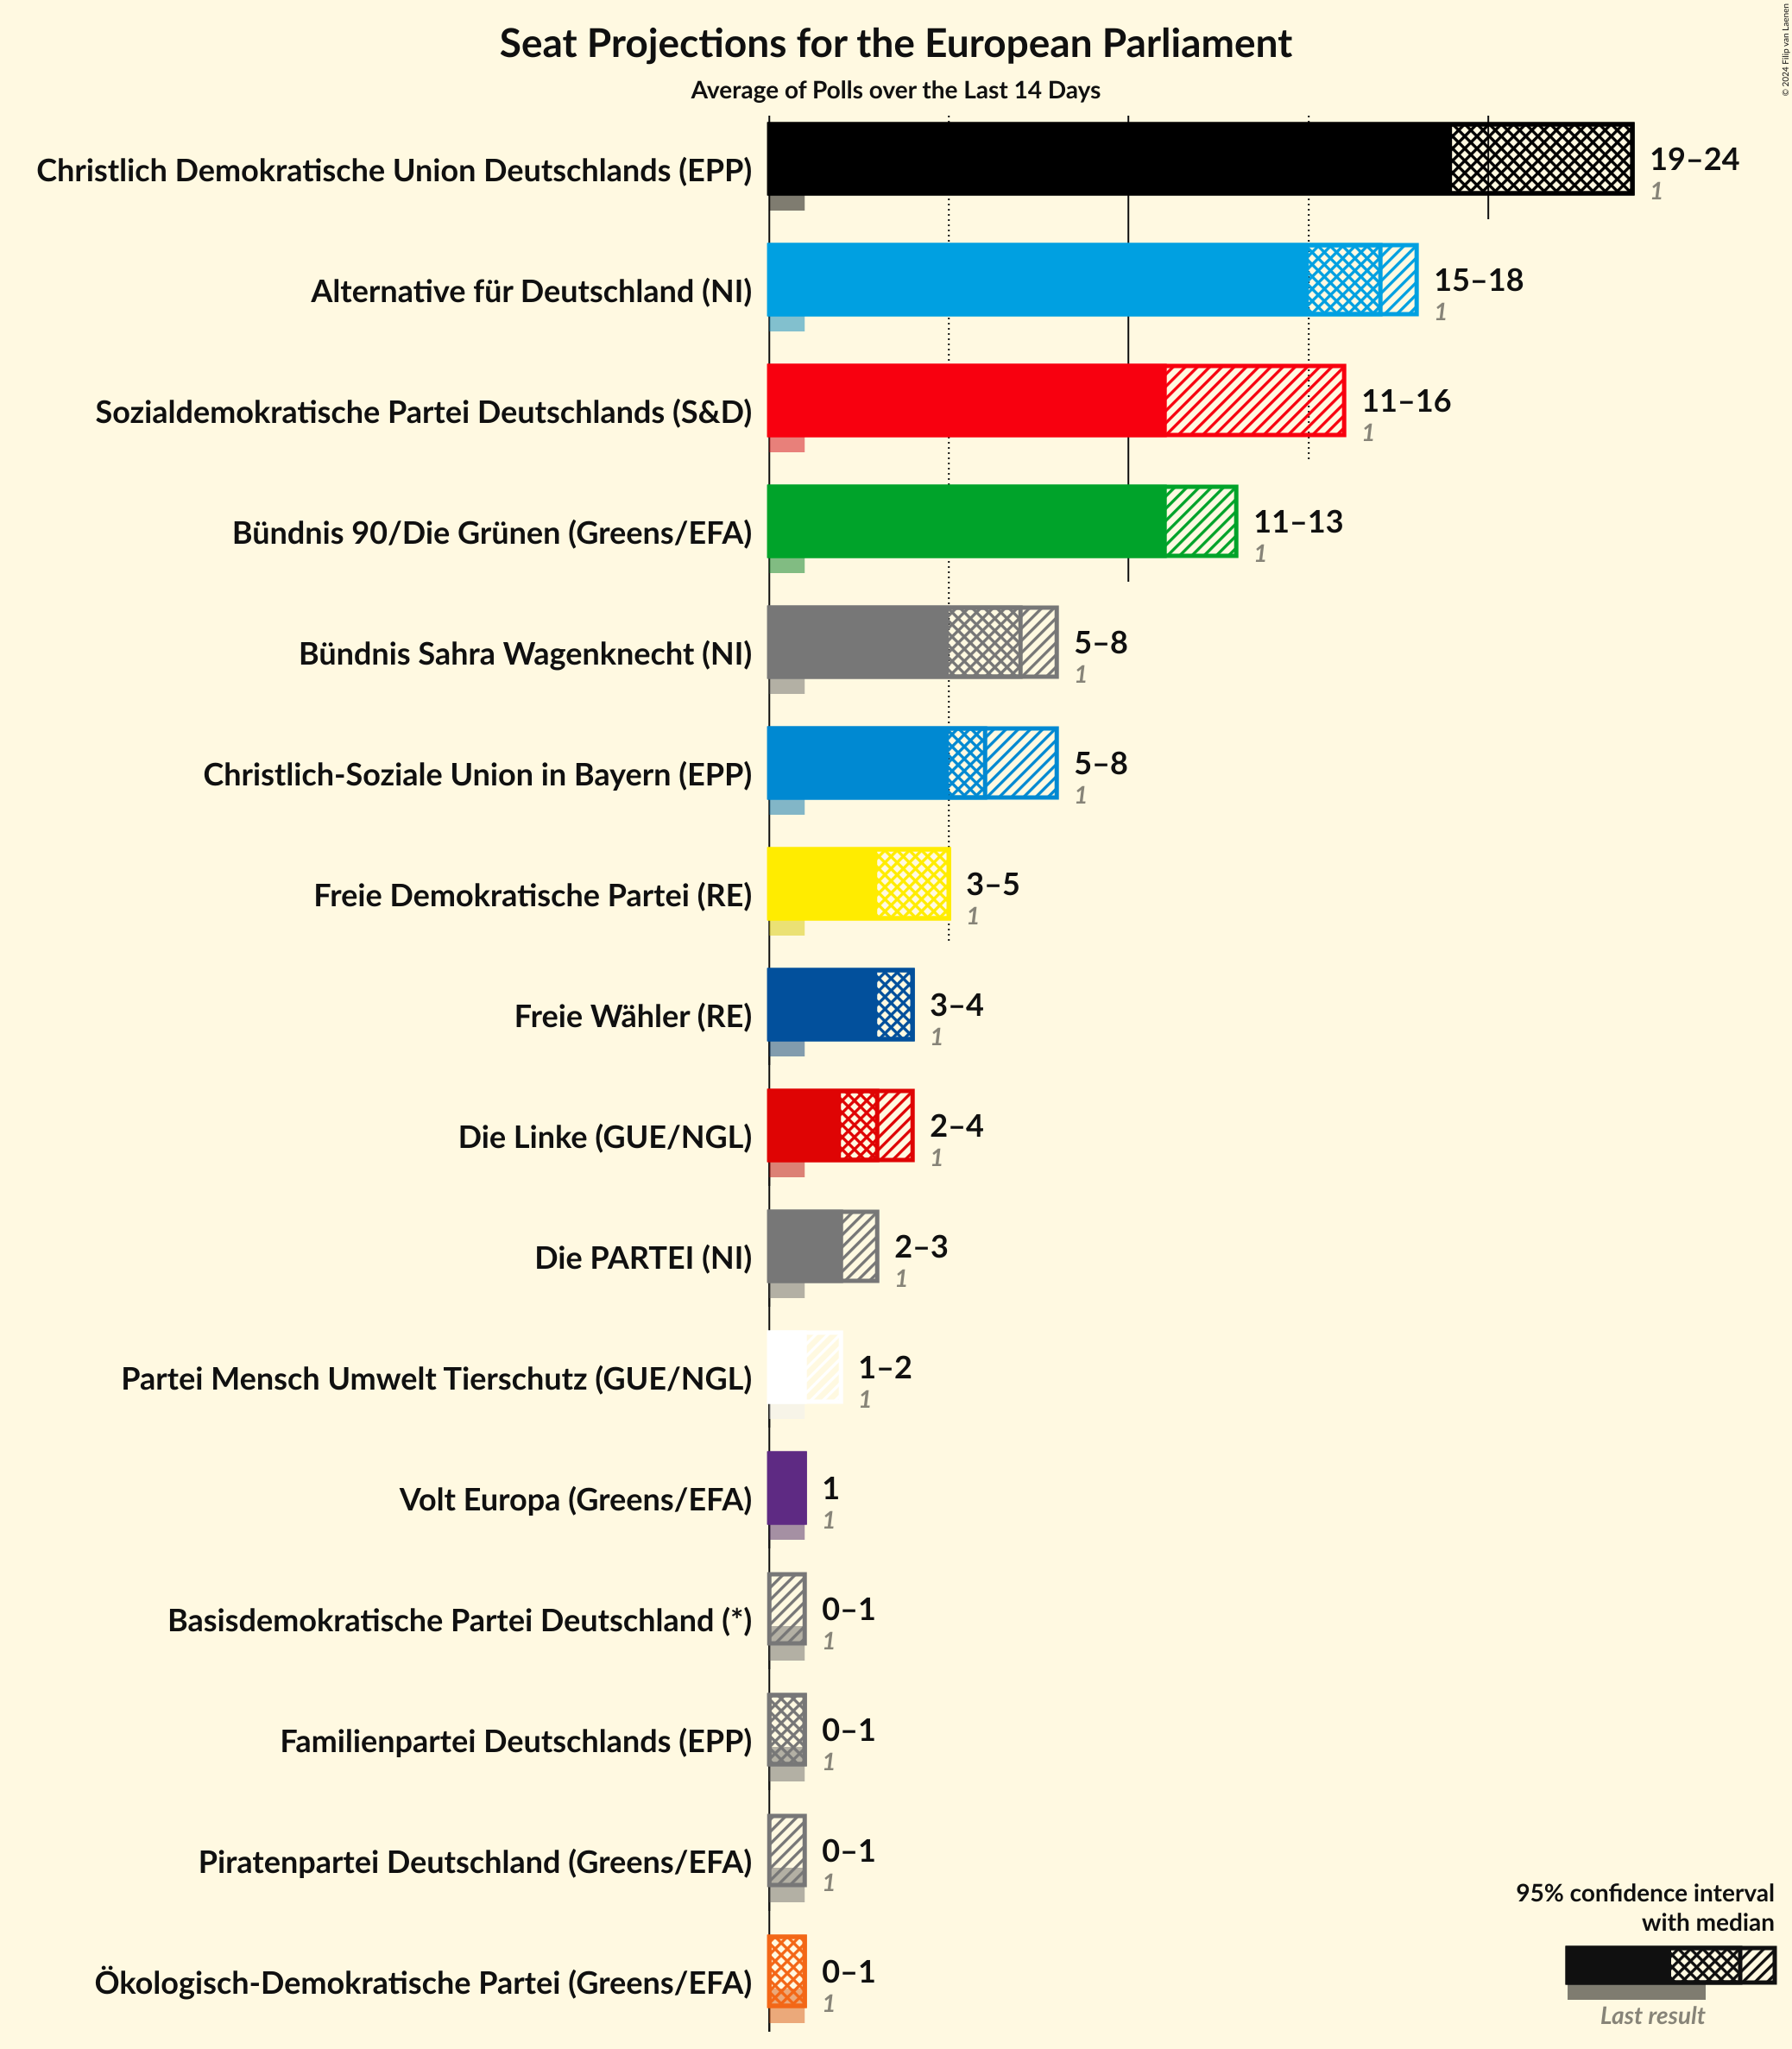 © 2024 Filip van Laenen
Seat Projections for the European Parliament
Average of Polls over the Last 14 Days
Christlich Demokratische Union Deutschlands (EPP)
19–24
1
Alternative für Deutschland (NI)
15–18
1
Sozialdemokratische Partei Deutschlands (S&D)
11–16
1
Bündnis 90/Die Grünen (Greens/EFA)
11–13
1
Bündnis Sahra Wagenknecht (NI)
5–8
1
Christlich-Soziale Union in Bayern (EPP)
5–8
1
Freie Demokratische Partei (RE)
3–5
1
Freie Wähler (RE)
3–4
1
Die Linke (GUE/NGL)
2–4
1
Die PARTEI (NI)
2–3
1
Partei Mensch Umwelt Tierschutz (GUE/NGL)
1–2
1
Volt Europa (Greens/EFA)
1
1
Basisdemokratische Partei Deutschland (*)
0–1
1
Familienpartei Deutschlands (EPP)
0–1
1
Piratenpartei Deutschland (Greens/EFA)
0–1
1
Ökologisch-Demokratische Partei (Greens/EFA)
0–1
1
95% confidence interval
with median
Last result